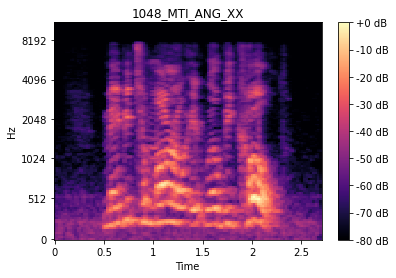 1048_MTI_ANG_XX
+0 dB
8192
-10 dB
4096
-20 dB
-30 dB
2048
Hz
-40 dB
1024
-50 dB
512
-60 dB
-70 dB
0
-80 dB
0 0.5 1 1.5 2 2.5
Time